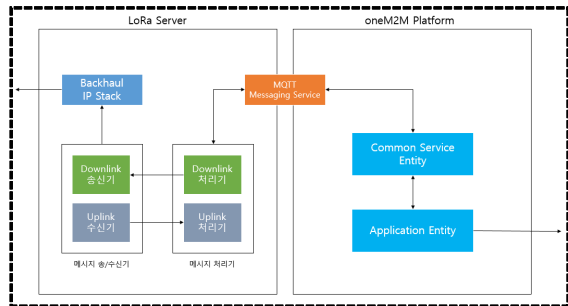 LoRa Server
oneM2M Platform
Backhaul
IP Stack
MQTT
Messaging Service
Downlink
송신기
Downlink
처리기
Common Service
Entity
Uplink
수신기
Uplink
처리기
Application Entity
메시지 송/수신기
메시지 처리기